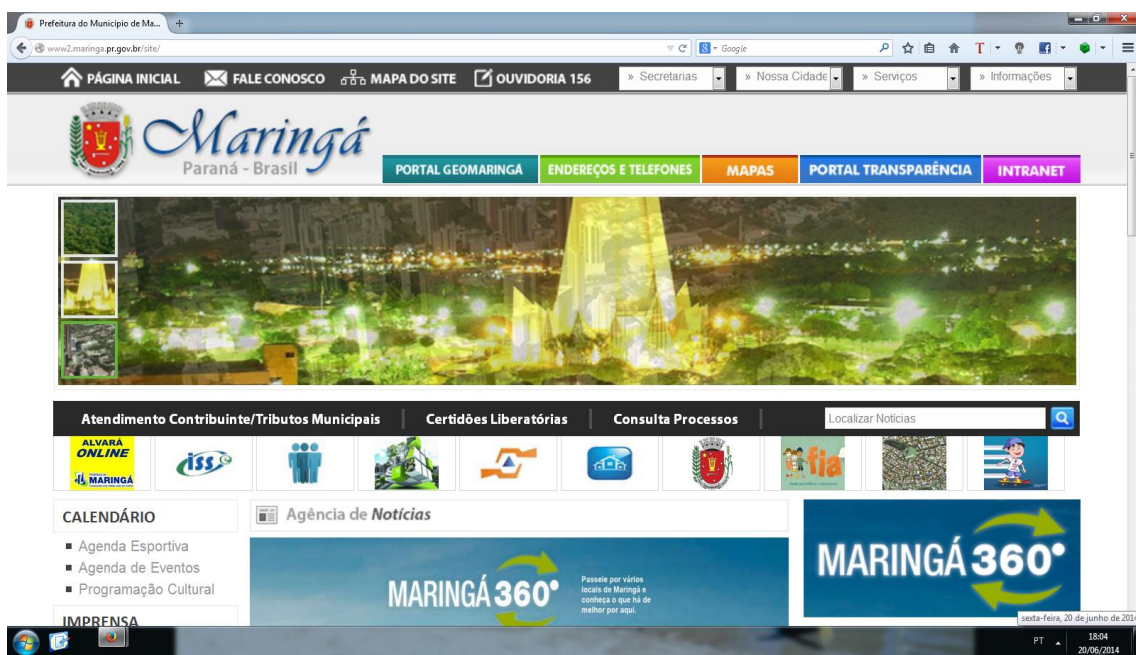 Prefeitura do Município de Ma...
www2.maringa.pr.gov.br/site/
Google
PÁGINA INICIAL FALE CONOSCO MAPA DO SITE OUVIDORIA 156 » Secretarias » Nossa Cidade » Serviços » Informações
Maringá
Paraná - Brasil
PORTAL GEOMARINGÁ ENDEREÇOS E TELEFONES MAPAS PORTAL TRANSPARÊNCIA INTRANET
Atendimento Contribuinte/Tributos Municipais Certidões Liberatórias Consulta Processos Localizar Notícias
ALVARÁ
ONLINE
MARINGÁ
iss
fia
CALENDÁRIO
Agência de Notícias
Agenda Esportiva
Agenda de Eventos
Programação Cultural
IMPRENSA
MARINGÁ 360°
Passeie por vários
locais de Maringá e
conheça o que há de
melhor por aqui.
MARINGÁ 360°
sexta-feira, 20 de junho de 2014
PT
18:04
20/06/2014